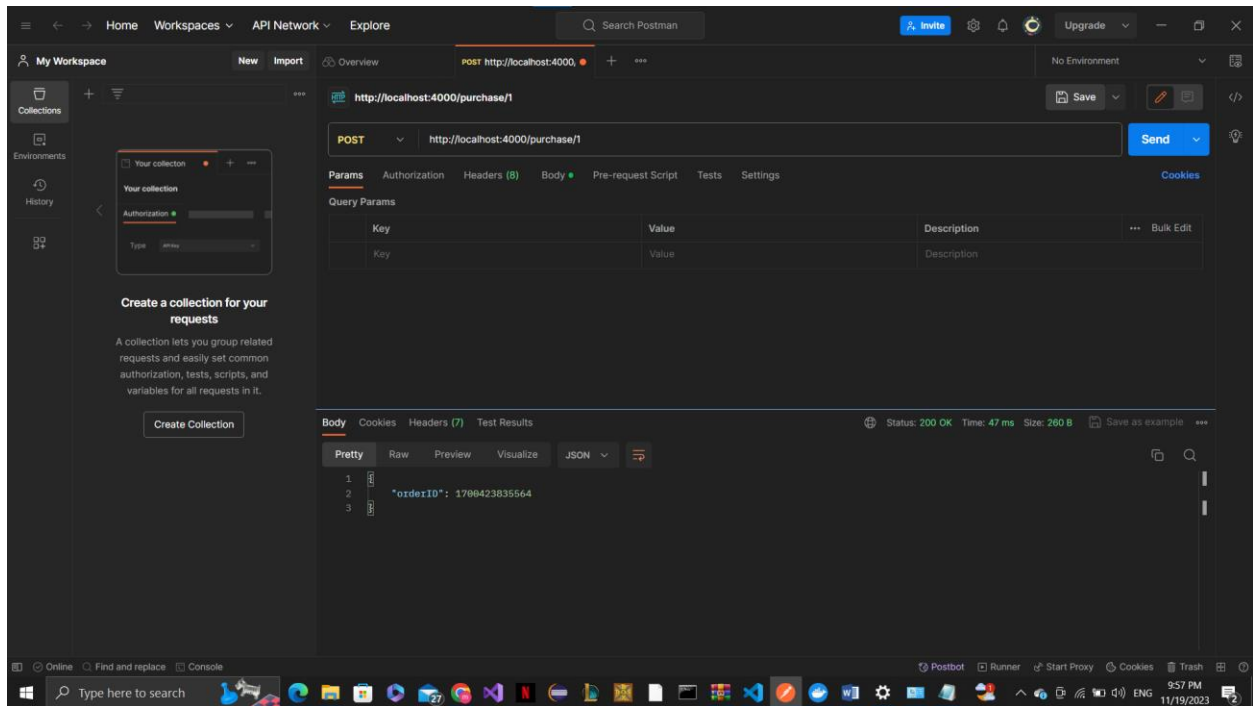 Home Workspaces API Network Explore Search Postman Invite Upgrade
My Workspace New Import Overview POST http://localhost:4000, No Environment
Collections
http://localhost:4000/purchase/1 Save
POST http://localhost:4000/purchase/1 Send
Environments
Params Authorization Headers (8) Body Pre-request Script Tests Settings Cookies
History
Query Params
Key Value Description Bulk Edit
Key Value Description
Your collecton
Your collection
Authorization
Type
Create a collection for your
requests
A collection lets you group related
requests and easily set common
authorization, tests, scripts, and
variables for all requests in it.
Create Collection
Body Cookies Headers (7) Test Results Status: 200 OK Time: 47 ms Size: 260 B Save as example
Pretty Raw Preview Visualize JSON
1 {
2 "orderID": 1700423835564
3 }
Online Find and replace Console Postbot Runner Start Proxy Cookies Trash
Type here to search 27 ENG 9:57 PM
11/19/2023 2